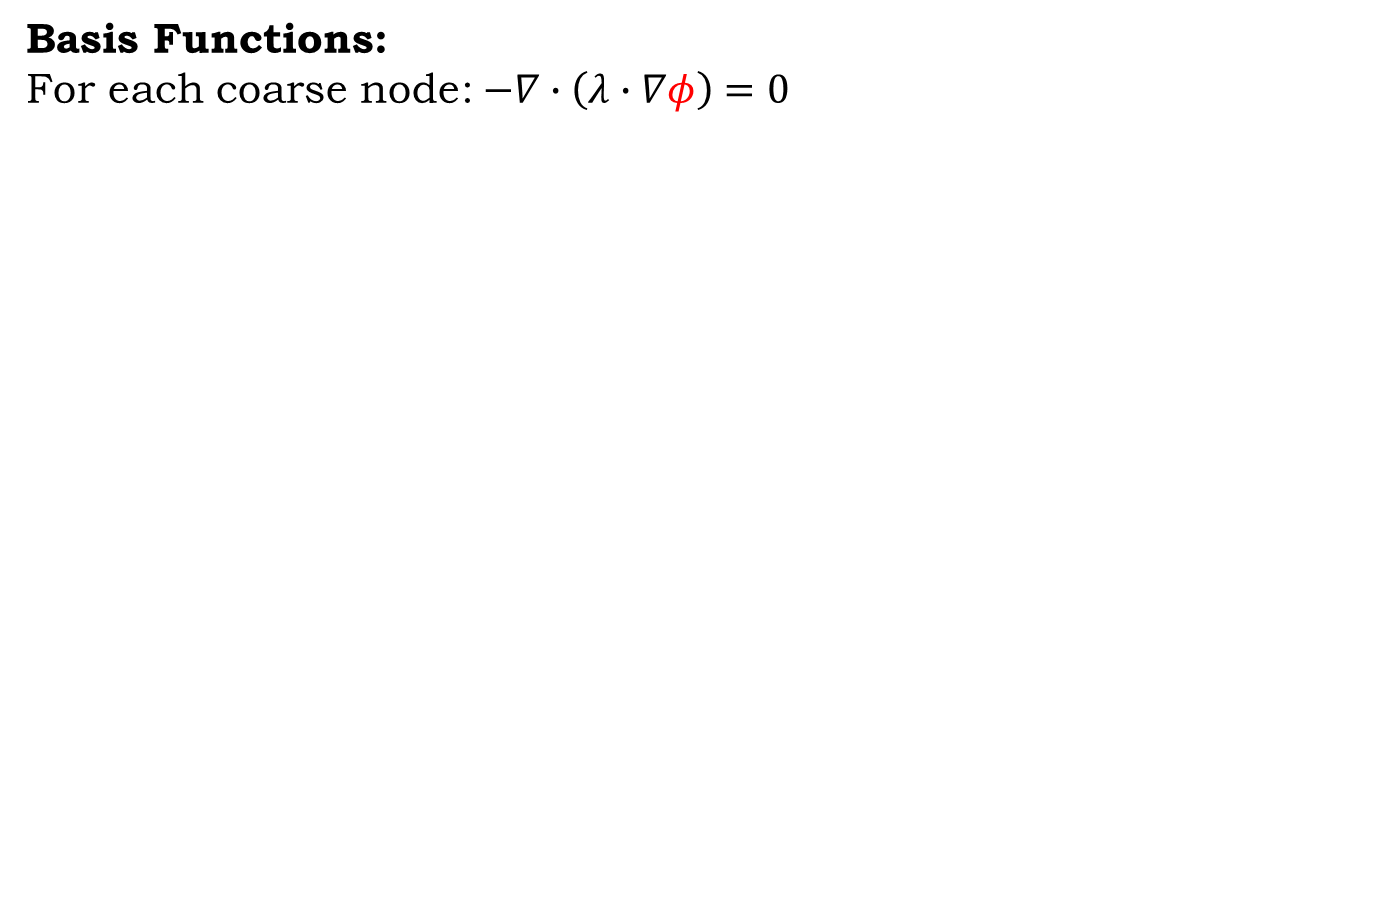 Basis Functions:
For each coarse node: −∇ · (λ · ∇ϕ) = 0